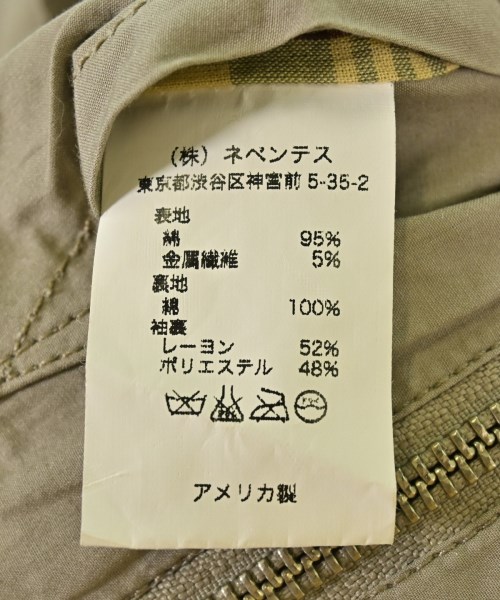 （株）ネペンテス
東京都渋谷区神宮前 5-35-2
表地
綿 95%
金属繊維 5%
裏地
綿 100%
袖裏
レーヨン 52%
ポリエステル 48%
アメリカ製